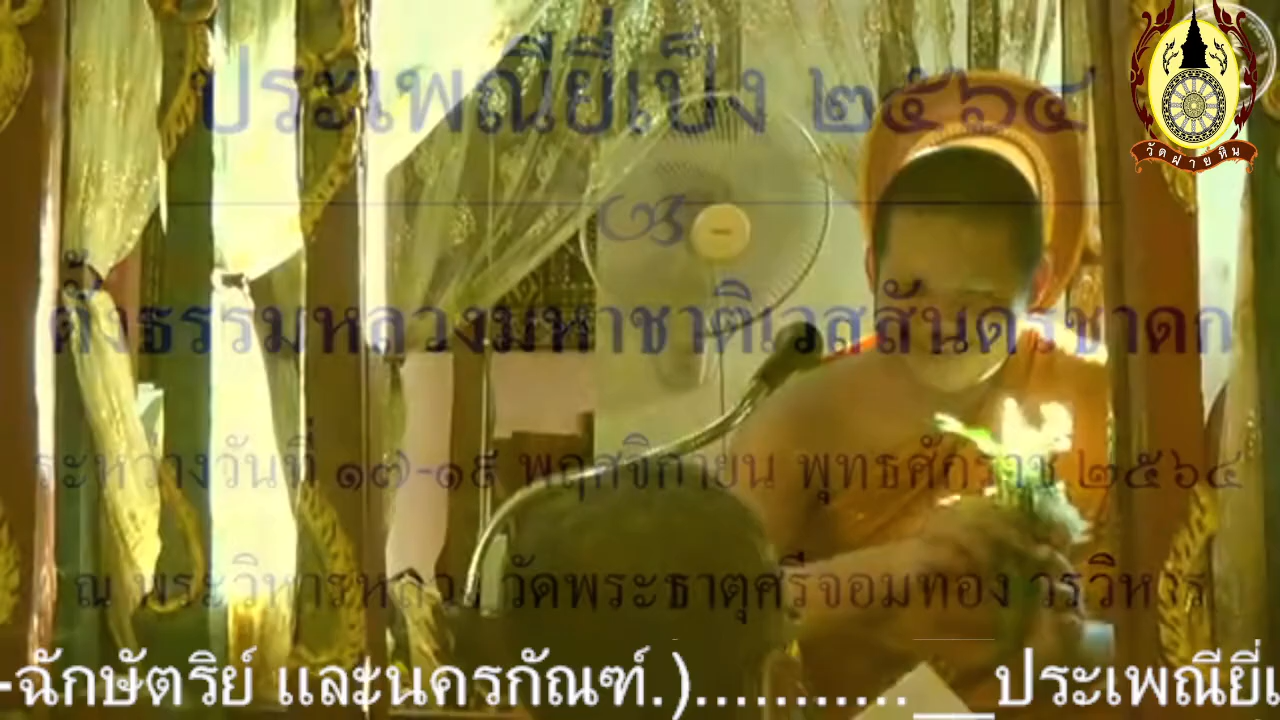 วัดฝายหิน
ประเพณียี่เป็ง ๒๕๖๔
ตั้งธรรมหลวงมหาชาติเวสสันดรชาดก
ระหว่างวันที่ ๑๗-๑๙ พฤศจิกายน พุทธศักราช ๒๕๖๔
ณ พระวิหารหลวง วัดพระธาตุศรีจอมทอง วรวิหาร
-ฉักษัตริย์ และนครกัณฑ์.)...........___ประเพณียี่เ